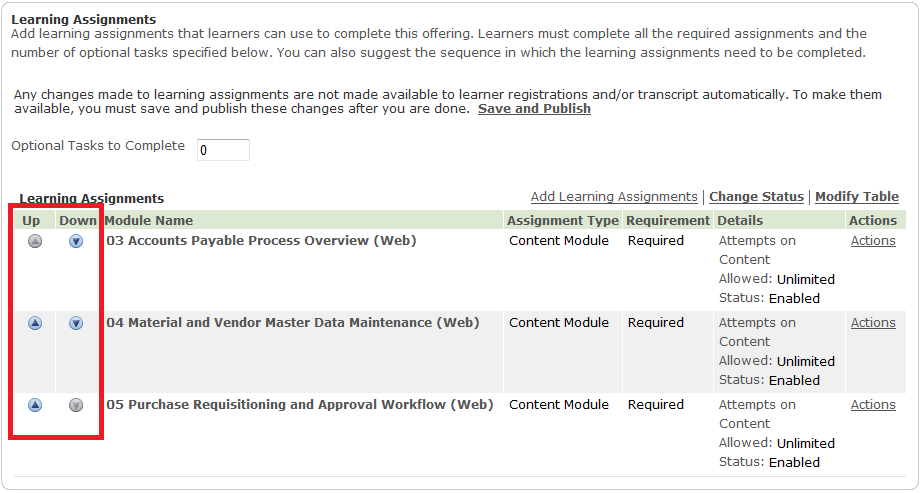 Learning Assignments
Add learning assignments that learners can use to complete this offering. Learners must complete all the required assignments and the
number of optional tasks specified below. You can also suggest the sequence in which the learning assignments need to be completed.
Any changes made to learning assignments are not made available to learner registrations and/or transcript automatically. To make them
available, you must save and publish these changes after you are done. Save and Publish
Optional Tasks to Complete 0
Learning Assignments Add Learning Assignments | Change Status | Modify Table
Up Down Module Name Assignment Type Requirement Details Actions
03 Accounts Payable Process Overview (Web) Content Module Required Attempts on Actions
Content
Allowed: Unlimited
Status: Enabled
04 Material and Vendor Master Data Maintenance (Web) Content Module Required Attempts on Actions
Content
Allowed: Unlimited
Status: Enabled
05 Purchase Requisitioning and Approval Workflow (Web) Content Module Required Attempts on Actions
Content
Allowed: Unlimited
Status: Enabled